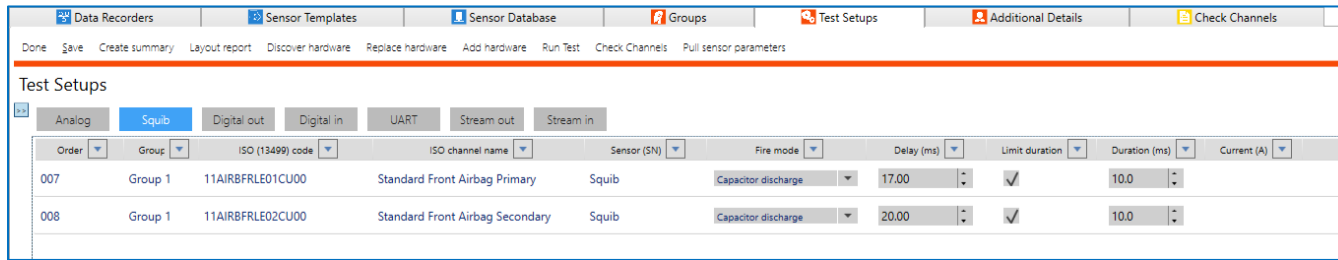 Data Recorders Sensor Templates Sensor Database Groups Test Setups Additional Details Check Channels
Done Save Create summary Layout report Discover hardware Replace hardware Add hardware Run Test Check Channels Pull sensor parameters
Test Setups
>> Analog Squib Digital out Digital in UART Stream out Stream in
Order Group ISO (13499) code ISO channel name Sensor (SN) Fire mode Delay (ms) Limit duration Duration (ms) Current (A)
007 Group 1 11AIRBFRLE01CU00 Standard Front Airbag Primary Squib Capacitor discharge 17.00 10.0
008 Group 1 11AIRBFRLE02CU00 Standard Front Airbag Secondary Squib Capacitor discharge 20.00 10.0